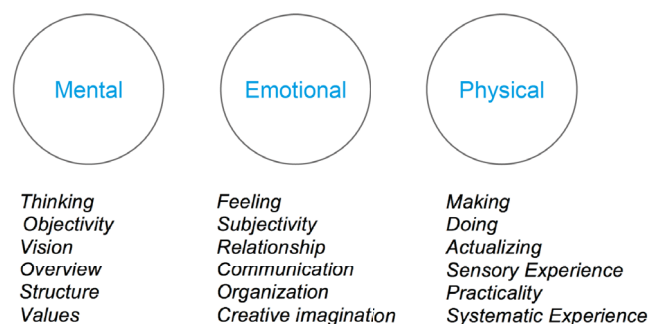 Mental Emotional Physical
Thinking
Objectivity
Vision
Overview
Structure
Values
Feeling
Subjectivity
Relationship
Communication
Organization
Creative imagination
Making
Doing
Actualizing
Sensory Experience
Practicality
Systematic Experience